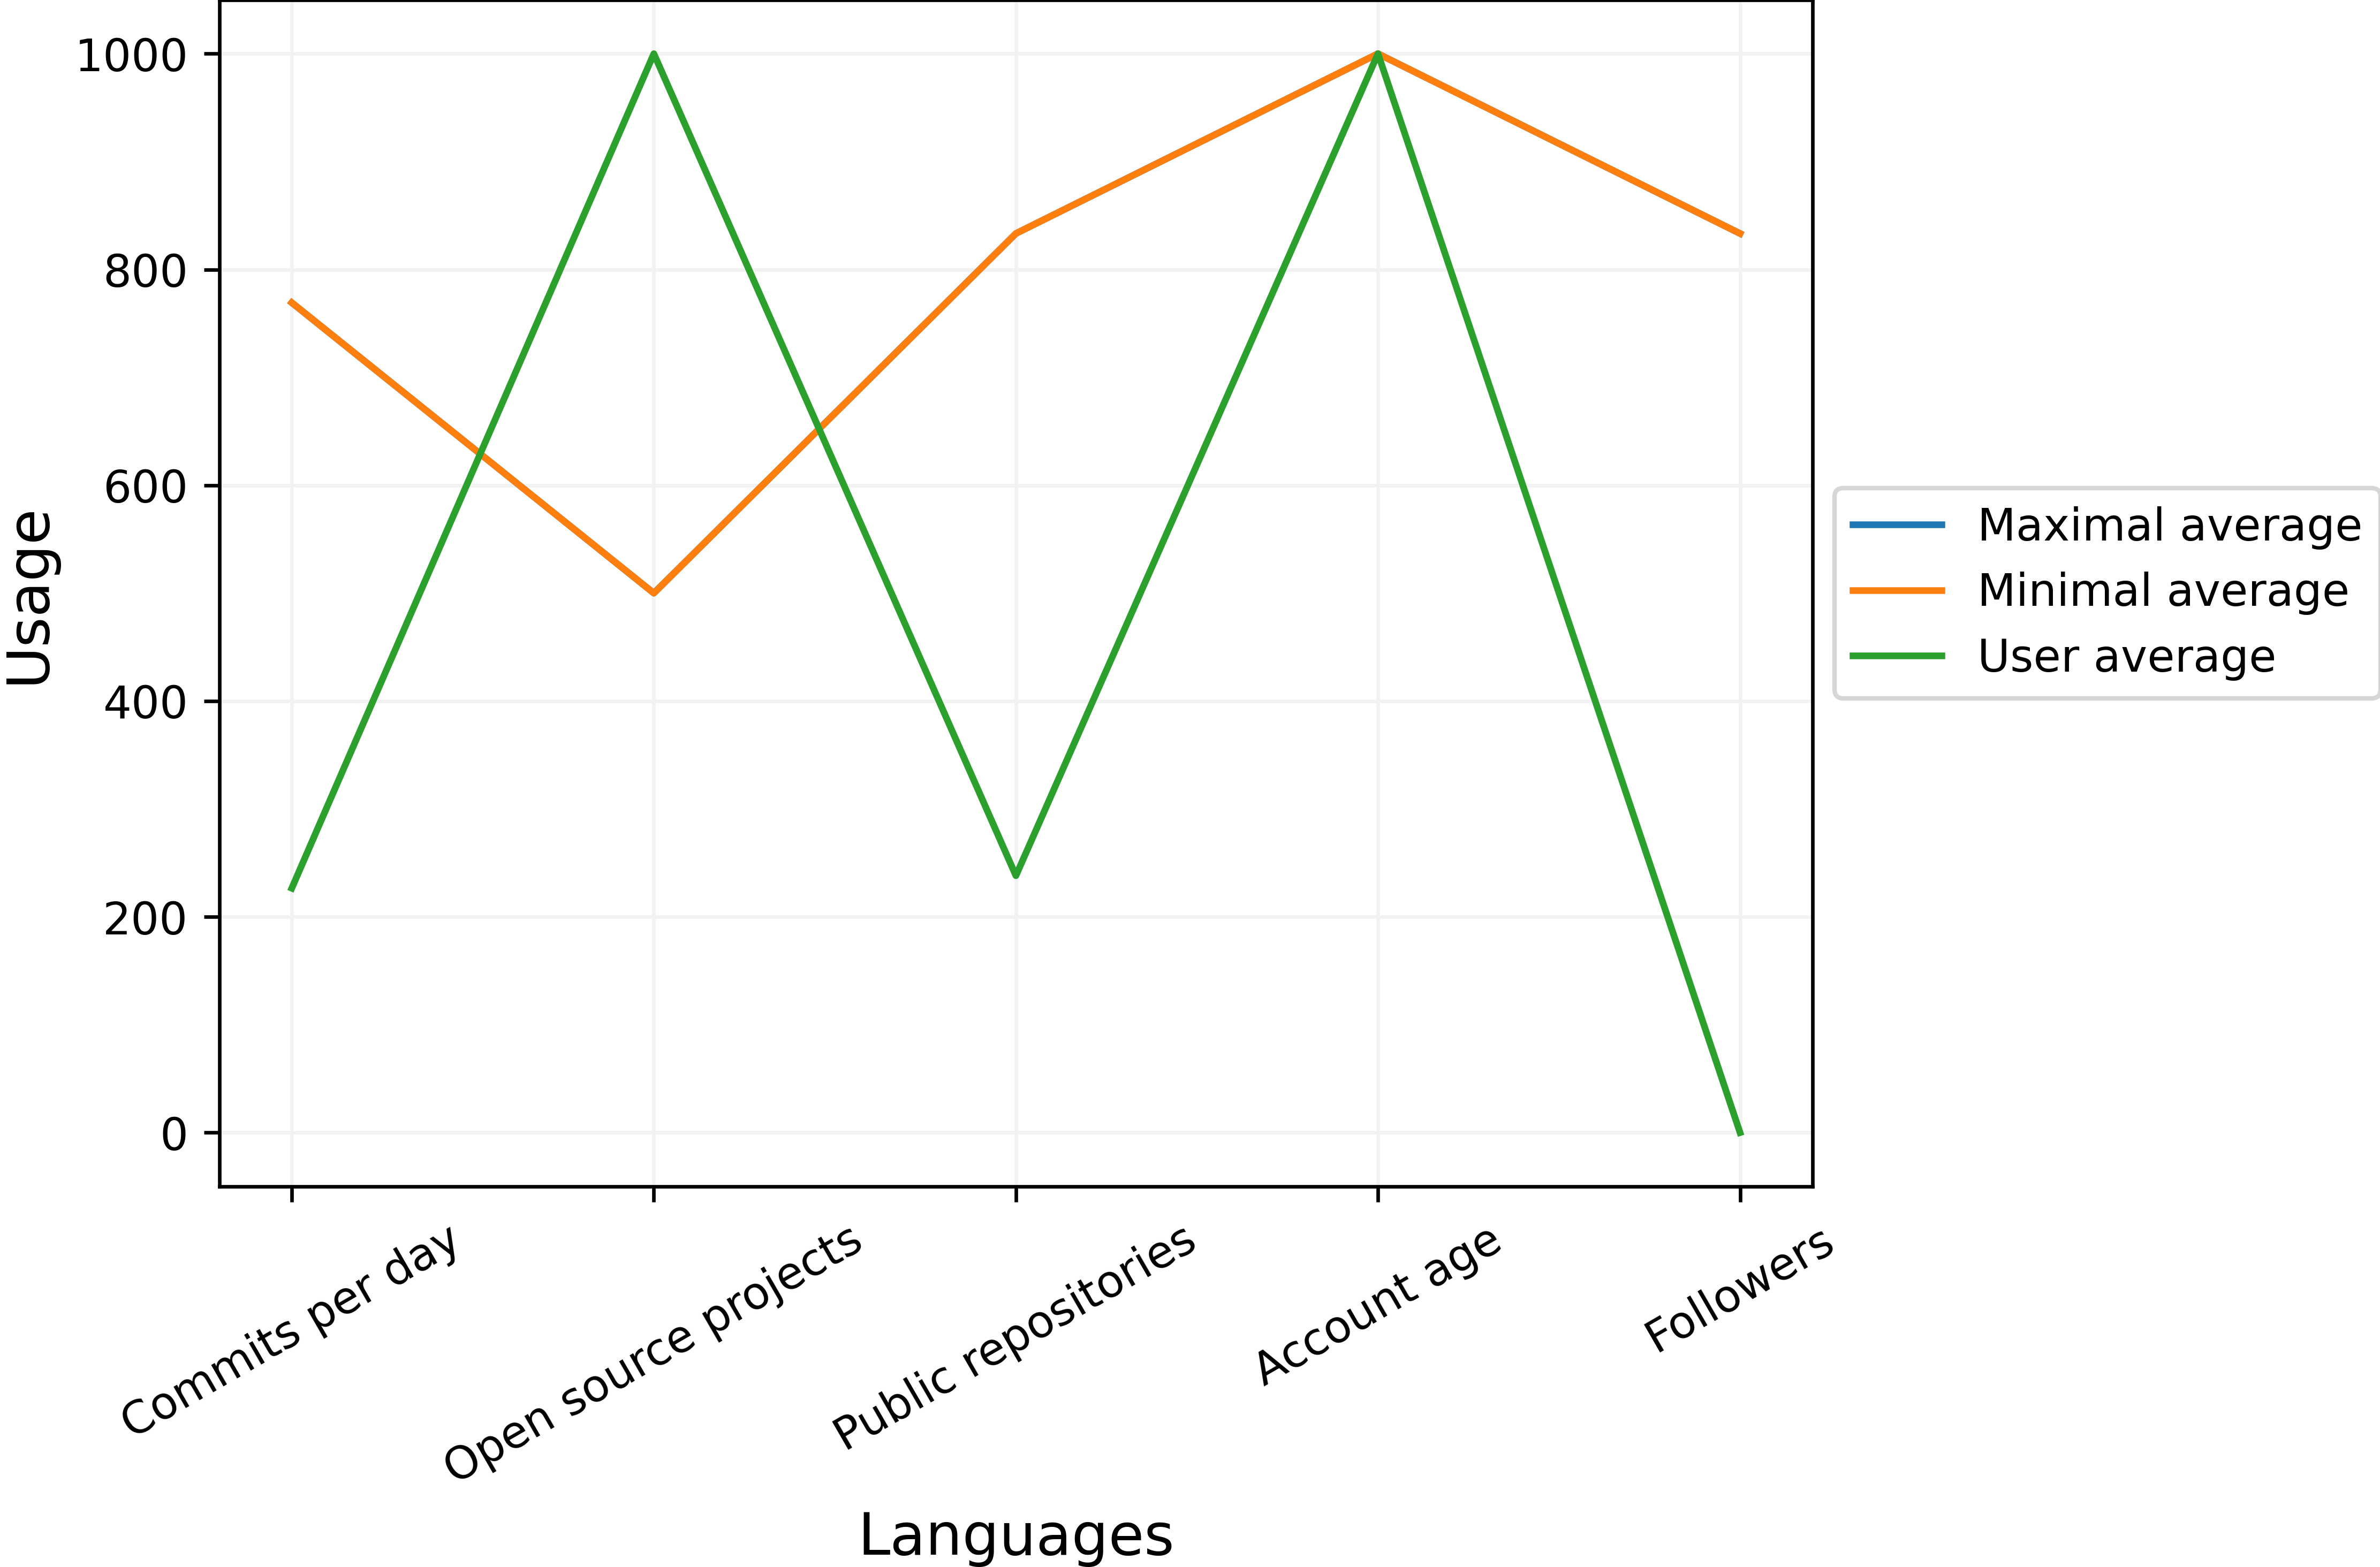 1000
800
600
400
200
0
Usage
Commits per day
Open source projects
Public repositories
Account age
Followers
Languages
Maximal average
Minimal average
User average